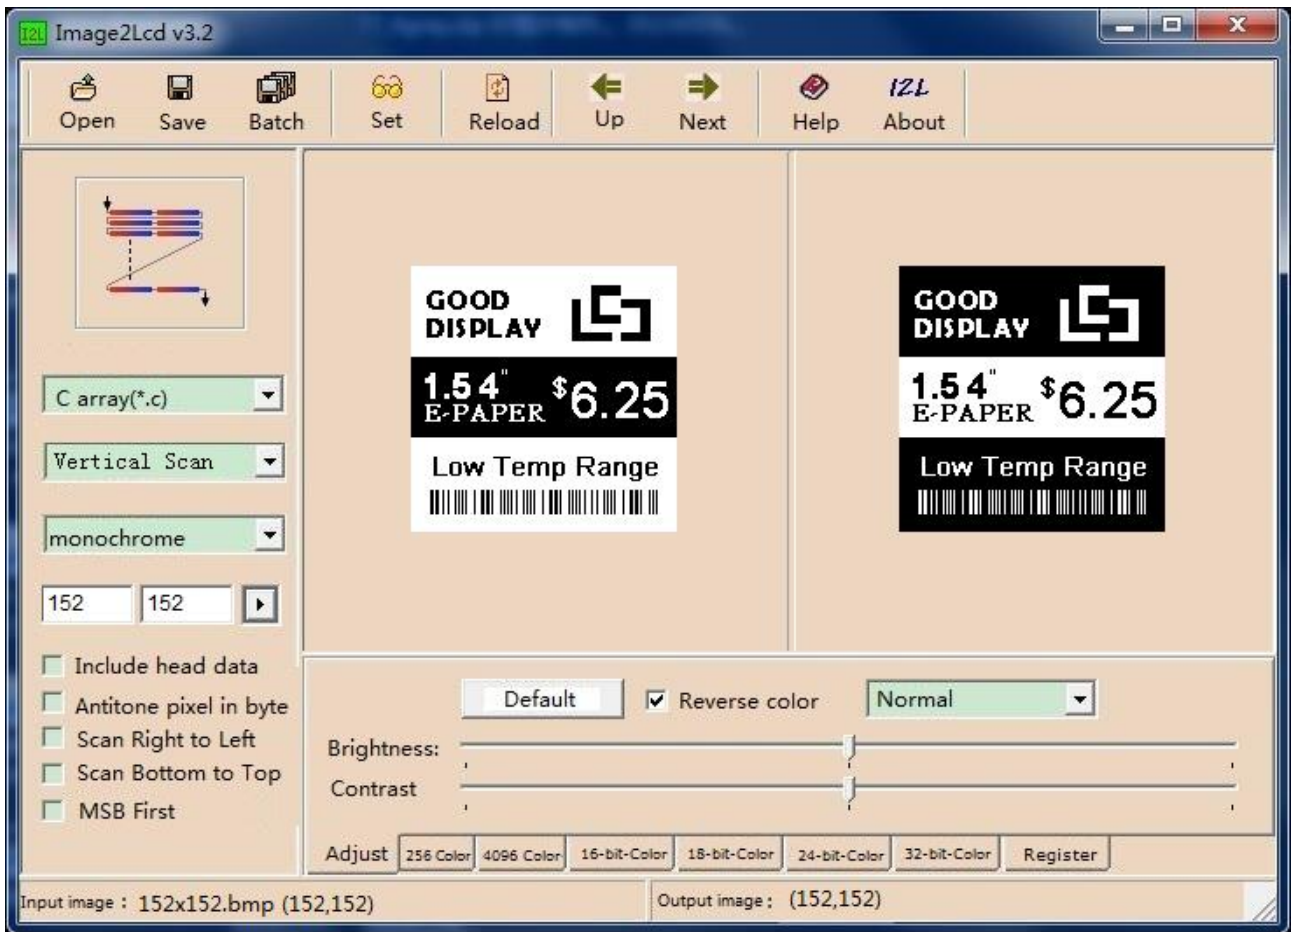 I2L Image2Lcd v3.2
Open Save Batch Set Reload Up Next Help I2L About
C array(*.c)
Vertical Scan
monochrome
152 152
Include head data
Antitone pixel in byte
Scan Right to Left
Scan Bottom to Top
MSB First
GOOD
DISPLAY
1.54"
E-PAPER
$6.25
Low Temp Range
GOOD
DISPLAY
1.54"
E-PAPER
$6.25
Low Temp Range
Default Reverse color Normal
Brightness:
Contrast
Adjust 256 Color 4096 Color 16-bit-Color 18-bit-Color 24-bit-Color 32-bit-Color Register
Input image: 152x152.bmp (152,152) Output image: (152,152)